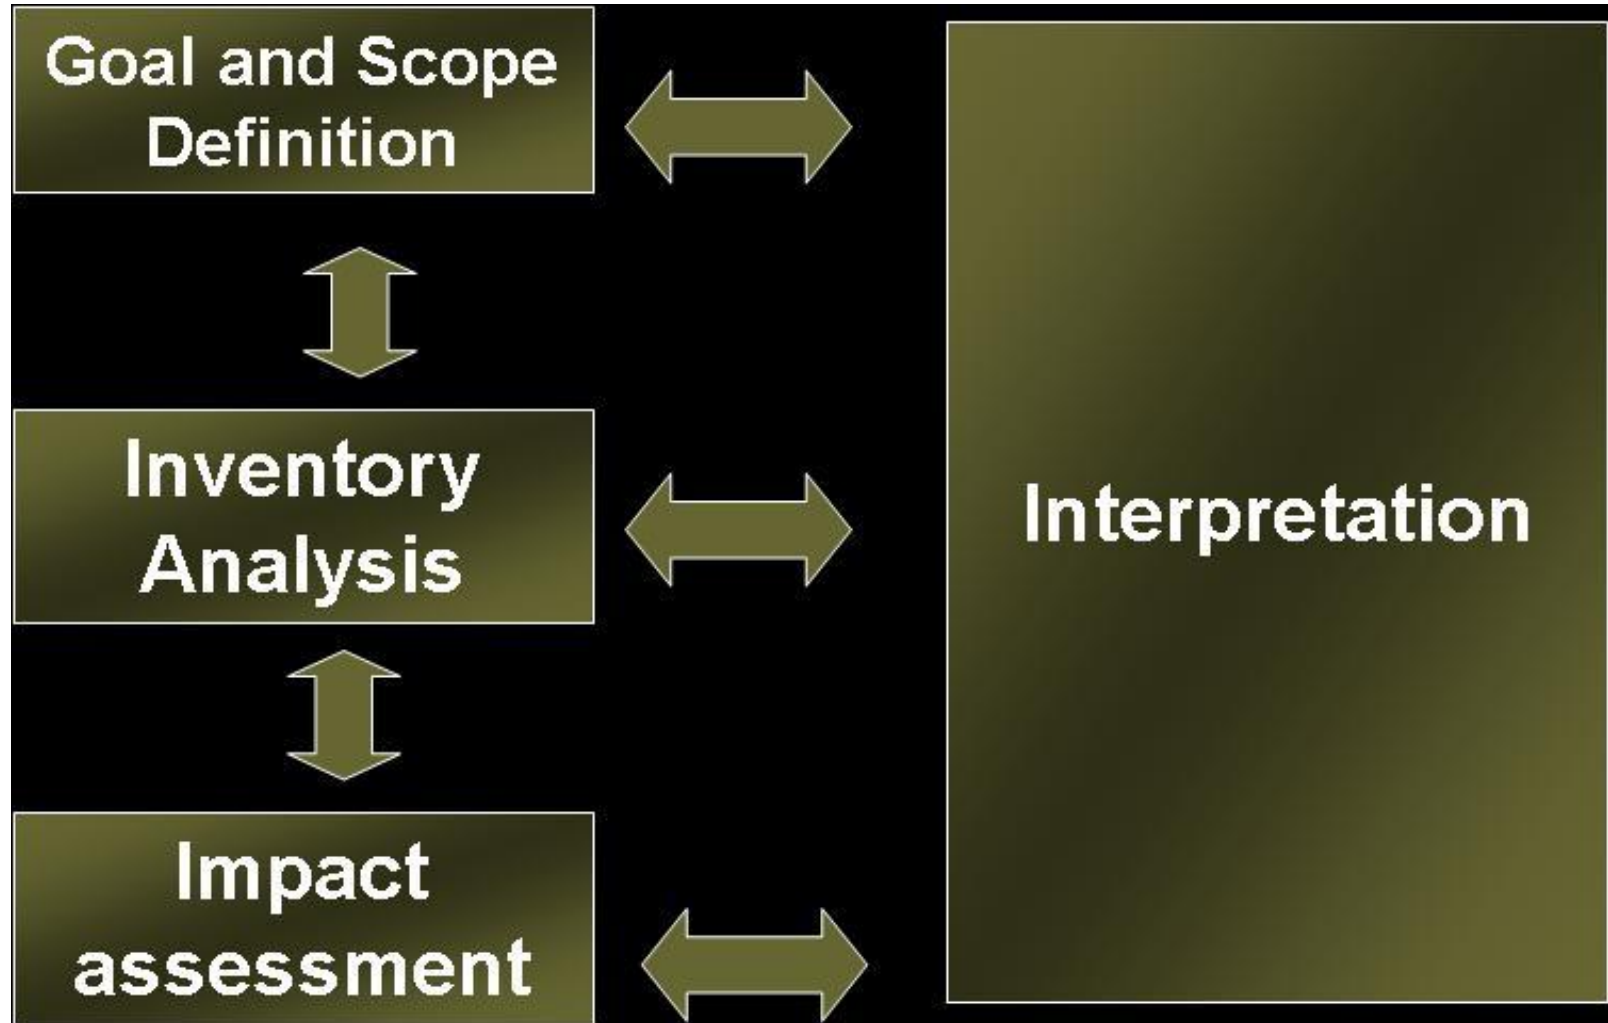 Goal and Scope
Definition
Inventory
Analysis
Interpretation
Impact
assessment